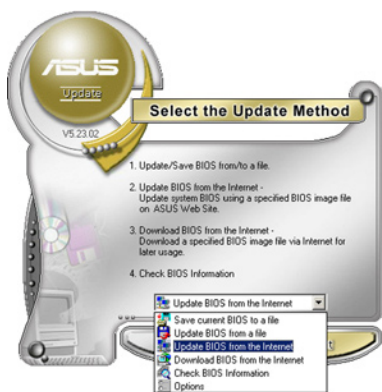 ASUS
Update
V5.23.02
Select the Update Method
1. Update/Save BIOS from/to a file.
2. Update BIOS from the Internet -
Update system BIOS using a specified BIOS image file
on ASUS Web Site.
3. Download BIOS from the Internet -
Download a specified BIOS image file via Internet for
later usage.
4. Check BIOS Information
Update BIOS from the Internet
Save current BIOS to a file
Update BIOS from a file
Update BIOS from the Internet
Download BIOS from the Internet
Check BIOS Information
Options